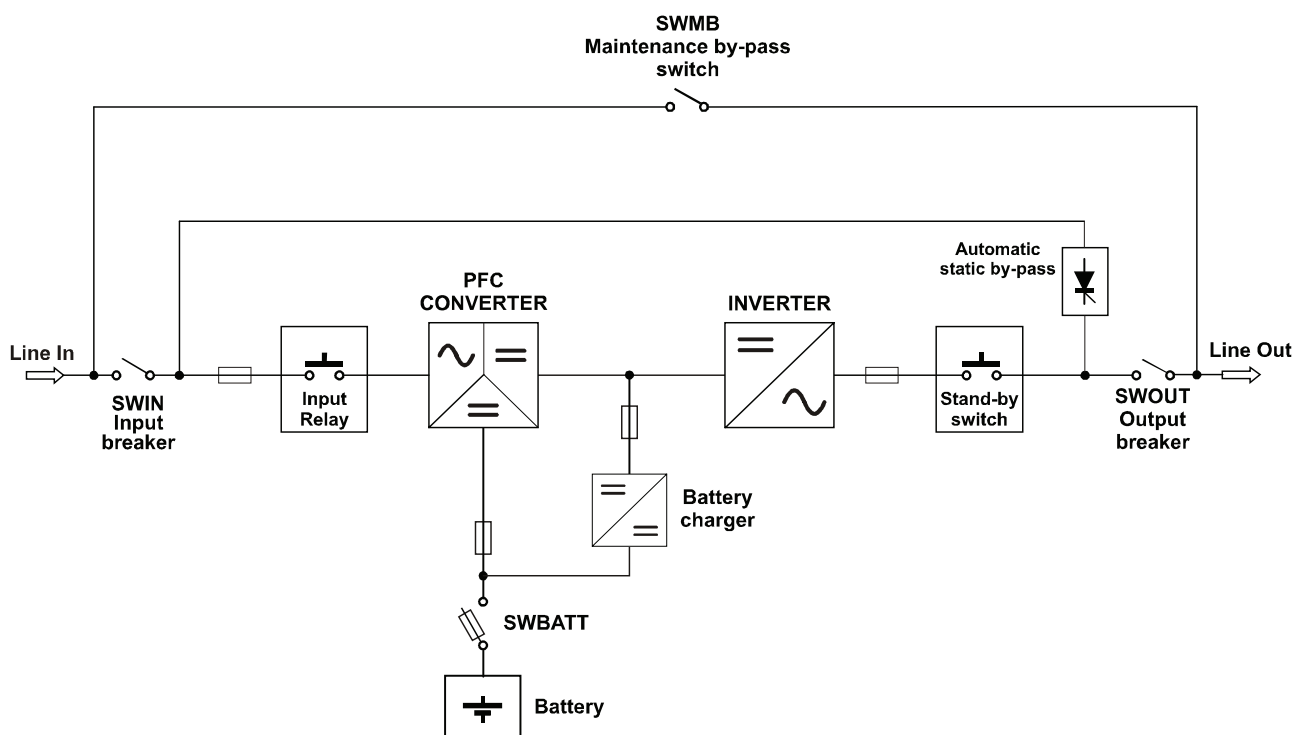 SWMB
Maintenance by-pass
switch
Automatic
static by-pass
PFC
CONVERTER
INVERTER
Line In
Line Out
SWIN
Input
breaker
Input
Relay
Stand-by
switch
SWOUT
Output
breaker
Battery
charger
SWBATT
Battery